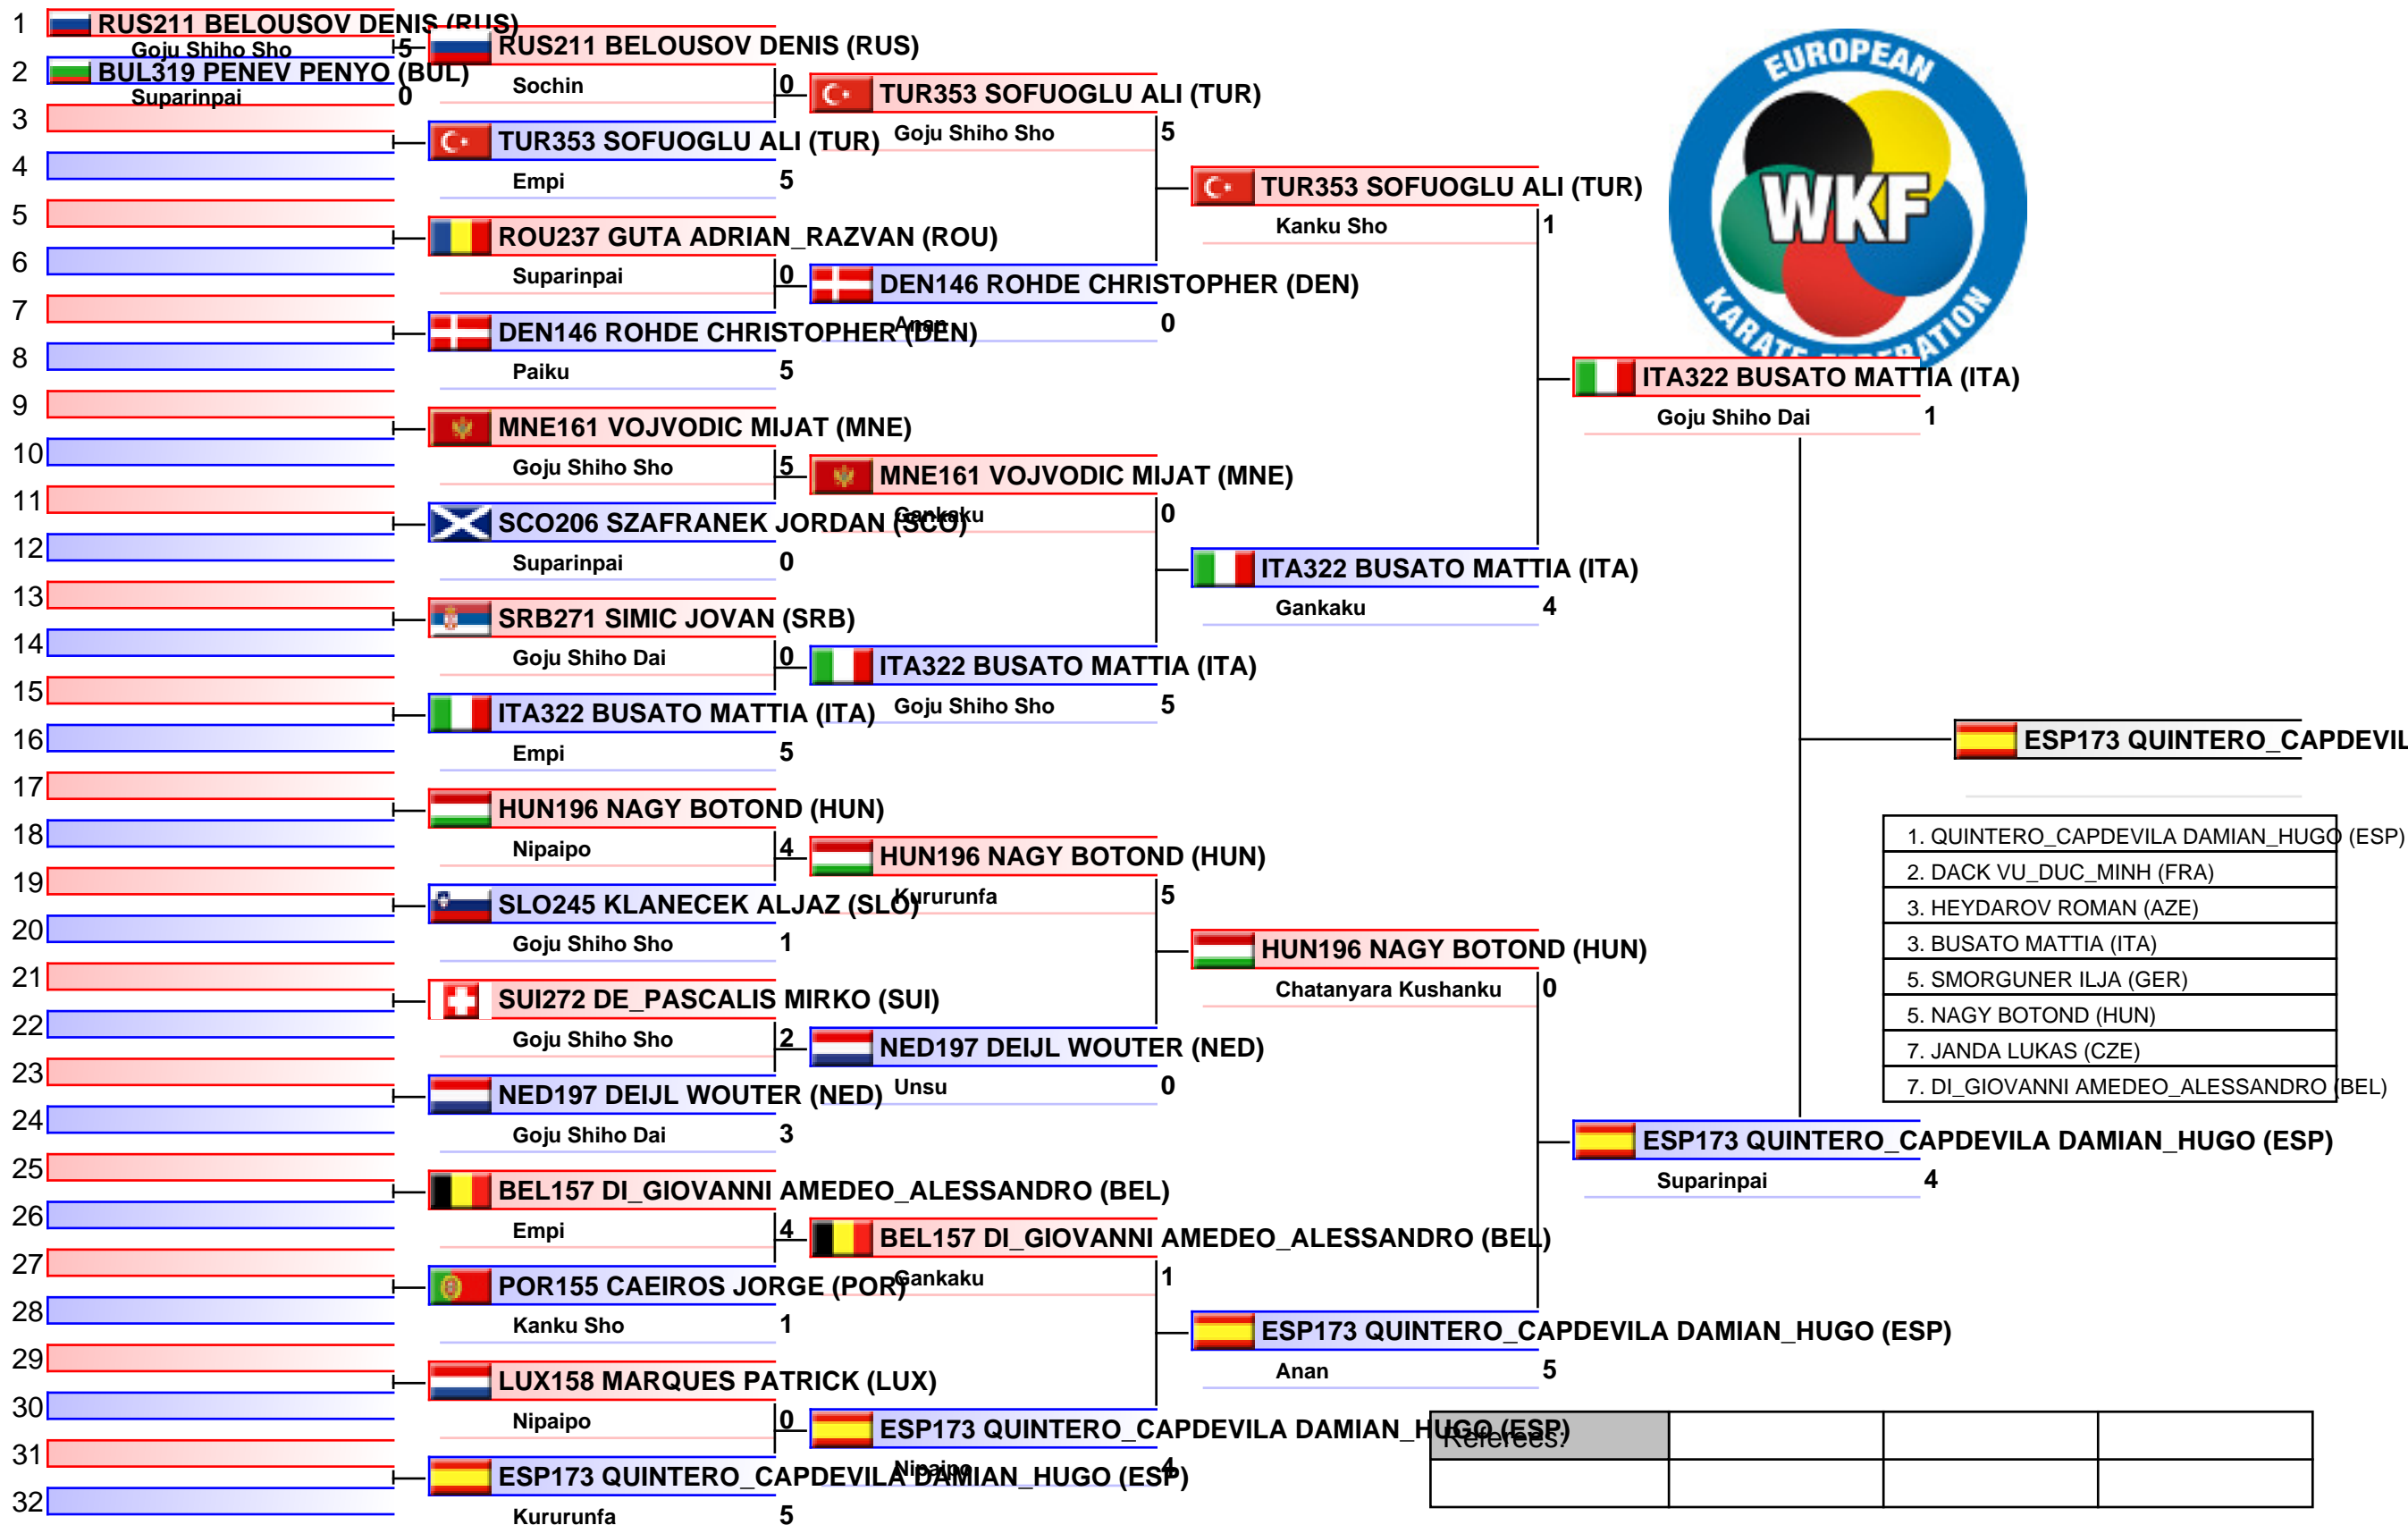 1
RUS211 BELOUSOV DENIS (RUS)
Goju Shiho Sho 5
2
BUL319 PENEV PENYO (BUL)
Suparinpai 0
3
4
5
6
7
8
9
10
11
12
13
14
15
16
17
18
19
20
21
22
23
24
25
26
27
28
29
30
31
32
RUS211 BELOUSOV DENIS (RUS)
Sochin 0
TUR353 SOFUOGLU ALI (TUR)
Empi 5
ROU237 GUTA ADRIAN_RAZVAN (ROU)
Suparinpai 0
DEN146 ROHDE CHRISTOPHER (DEN)
Paiku 5
MNE161 VOJVODIC MIJAT (MNE)
Goju Shiho Sho 5
SCO206 SZAFRANEK JORDAN (SCO)
Suparinpai 0
SRB271 SIMIC JOVAN (SRB)
Goju Shiho Dai 0
ITA322 BUSATO MATTIA (ITA)
Empi 5
HUN196 NAGY BOTOND (HUN)
Nipaipo 4
SLO245 KLANECEK ALJAZ (SLO)
Goju Shiho Sho 1
SUI272 DE_PASCALIS MIRKO (SUI)
Goju Shiho Sho 2
NED197 DEIJL WOUTER (NED)
Goju Shiho Dai 3
BEL157 DI_GIOVANNI AMEDEO_ALESSANDRO (BEL)
Empi 4
POR155 CAEIROS JORGE (POR)
Kanku Sho 1
LUX158 MARQUES PATRICK (LUX)
Nipaipo 0
ESP173 QUINTERO_CAPDEVILA DAMIAN_HUGO (ESP)
Kururunfa 5
TUR353 SOFUOGLU ALI (TUR)
Goju Shiho Sho 5
DEN146 ROHDE CHRISTOPHER (DEN)
Anan 0
MNE161 VOJVODIC MIJAT (MNE)
Gankaku 0
ITA322 BUSATO MATTIA (ITA)
Goju Shiho Sho 5
HUN196 NAGY BOTOND (HUN)
Kururunfa 5
NED197 DEIJL WOUTER (NED)
Unsu 0
BEL157 DI_GIOVANNI AMEDEO_ALESSANDRO (BEL)
Gankaku 1
ESP173 QUINTERO_CAPDEVILA DAMIAN_HUGO (ESP)
Nipaipo 4
TUR353 SOFUOGLU ALI (TUR)
Kanku Sho 1
ITA322 BUSATO MATTIA (ITA)
Gankaku 4
HUN196 NAGY BOTOND (HUN)
Chatanyara Kushanku 0
ESP173 QUINTERO_CAPDEVILA DAMIAN_HUGO (ESP)
Anan 5
EUROPEAN
WKF
KARATE FEDERATION
ITA322 BUSATO MATTIA (ITA)
Goju Shiho Dai 1
ESP173 QUINTERO_CAPDEVILA DAMIAN_HUGO (ESP)
Suparinpai 4
ESP173 QUINTERO_CAPDEVIL
1. QUINTERO_CAPDEVILA DAMIAN_HUGO (ESP)
2. DACK VU_DUC_MINH (FRA)
3. HEYDAROV ROMAN (AZE)
3. BUSATO MATTIA (ITA)
5. SMORGUNER ILJA (GER)
5. NAGY BOTOND (HUN)
7. JANDA LUKAS (CZE)
7. DI_GIOVANNI AMEDEO_ALESSANDRO (BEL)
Referees: